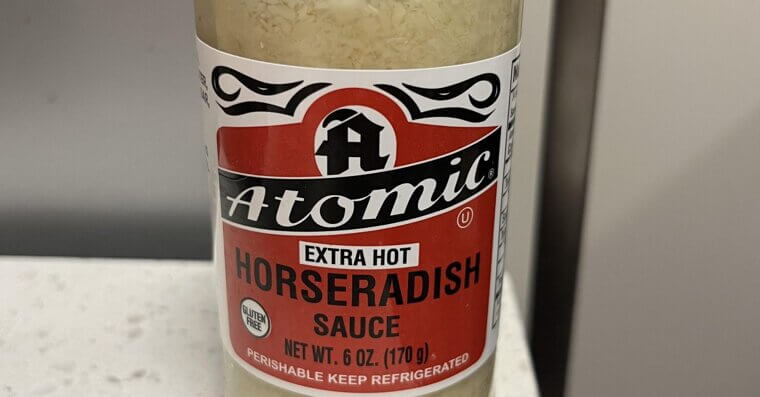 A
Atomic®
Ⓤ
EXTRA HOT
HORSERADISH
SAUCE
GLUTEN
FREE
NET WT. 6 OZ. (170 g)
PERISHABLE KEEP REFRIGERATED